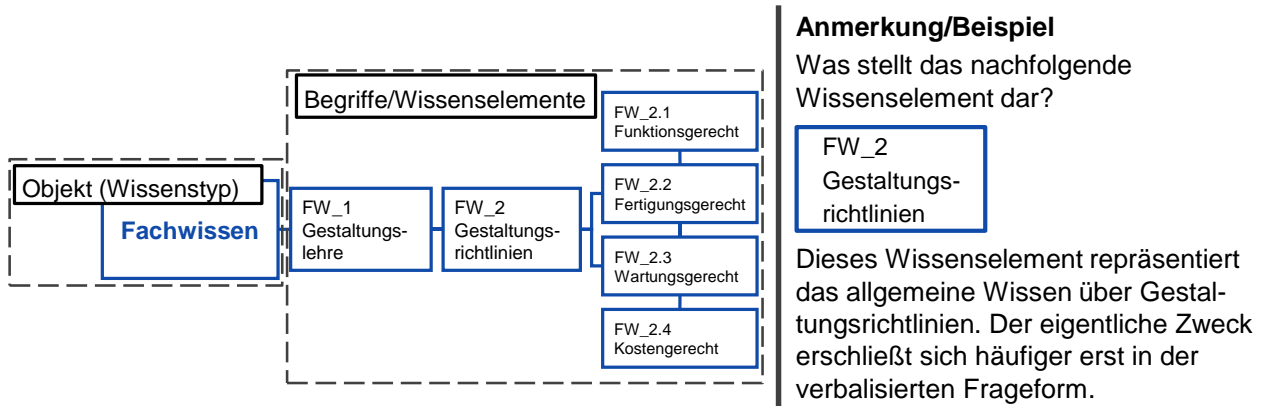 Begriffe/Wissenselemente
Objekt (Wissenstyp)
Fachwissen
FW_1
Gestaltungs-
lehre
FW_2
Gestaltungs-
richtlinien
FW_2.1
Funktionsgerecht
FW_2.2
Fertigungsgerecht
FW_2.3
Wartungsgerecht
FW_2.4
Kostengerecht
Anmerkung/Beispiel
Was stellt das nachfolgende
Wissenselement dar?
FW_2
Gestaltungs-
richtlinien
Dieses Wissenselement repräsentiert
das allgemeine Wissen über Gestal-
tungsrichtlinien. Der eigentliche Zweck
erschließt sich häufiger erst in der
verbalisierten Frageform.